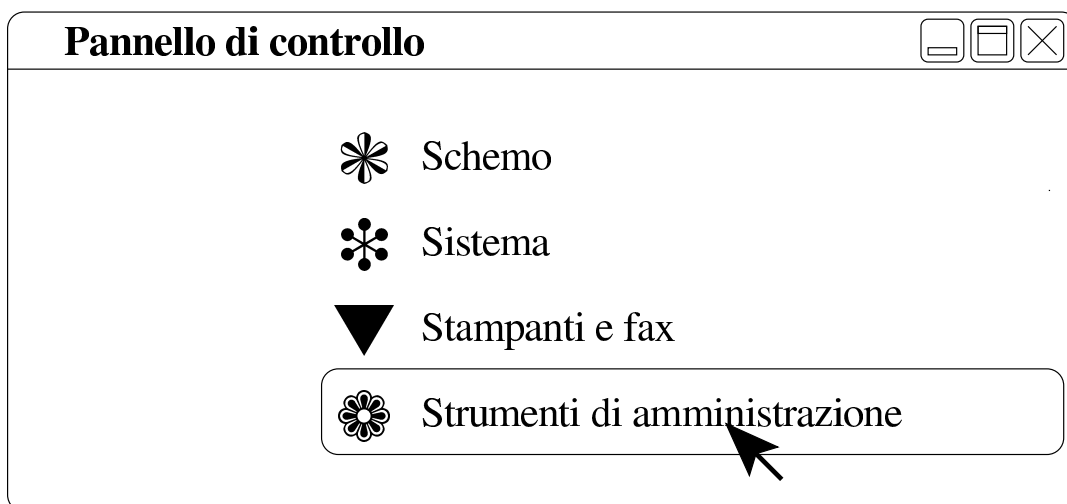 Pannello di controllo
Schemo
Sistema
Stampanti e fax
Strumenti di amministrazione